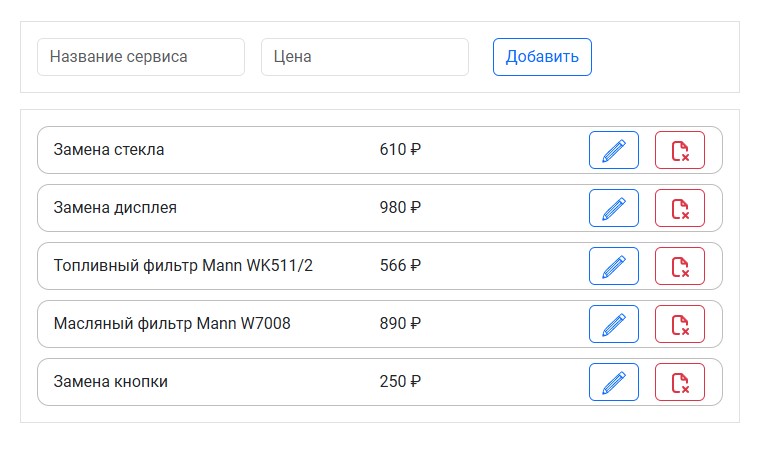 Название сервиса Цена Добавить
Замена стекла 610 ₽
Замена дисплея 980 ₽
Топливный фильтр Mann WK511/2 566 ₽
Масляный фильтр Mann W7008 890 ₽
Замена кнопки 250 ₽